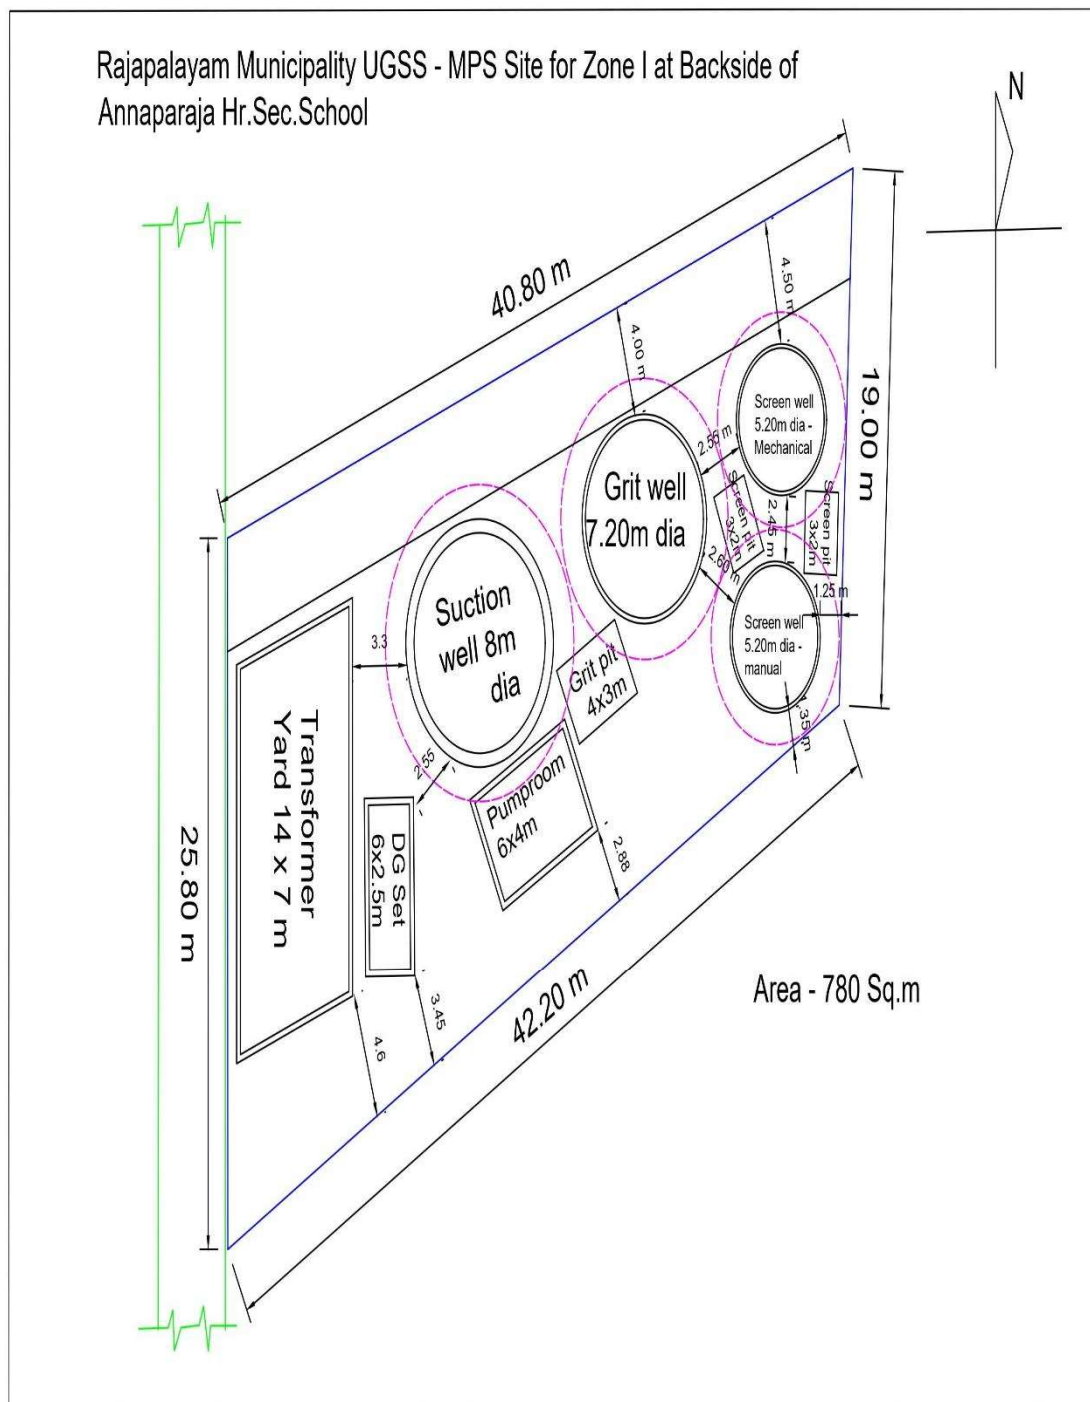 Rajapalayam Municipality UGSS - MPS Site for Zone I at Backside of
Annaparaja Hr.Sec.School
N
40.80 m
4.50 m
4.00 m
19.00 m
Screen well
5.20m dia -
Mechanical
2.55 m
Grit well
7.20m dia
Screen pit
3x2m
2.45 m
Screen pit
3x2m
2.60 m
1.25 m
Suction
well 8m
dia
Screen well
5.20m dia -
manual
3.3
Grit pit
4x3m
1.35 m
Transformer
Yard 14 x 7 m
2.55
Pumproom
6x4m
25.80 m
DG Set
6x2.5m
2.88
42.20 m
Area - 780 Sq.m
3.45
4.6